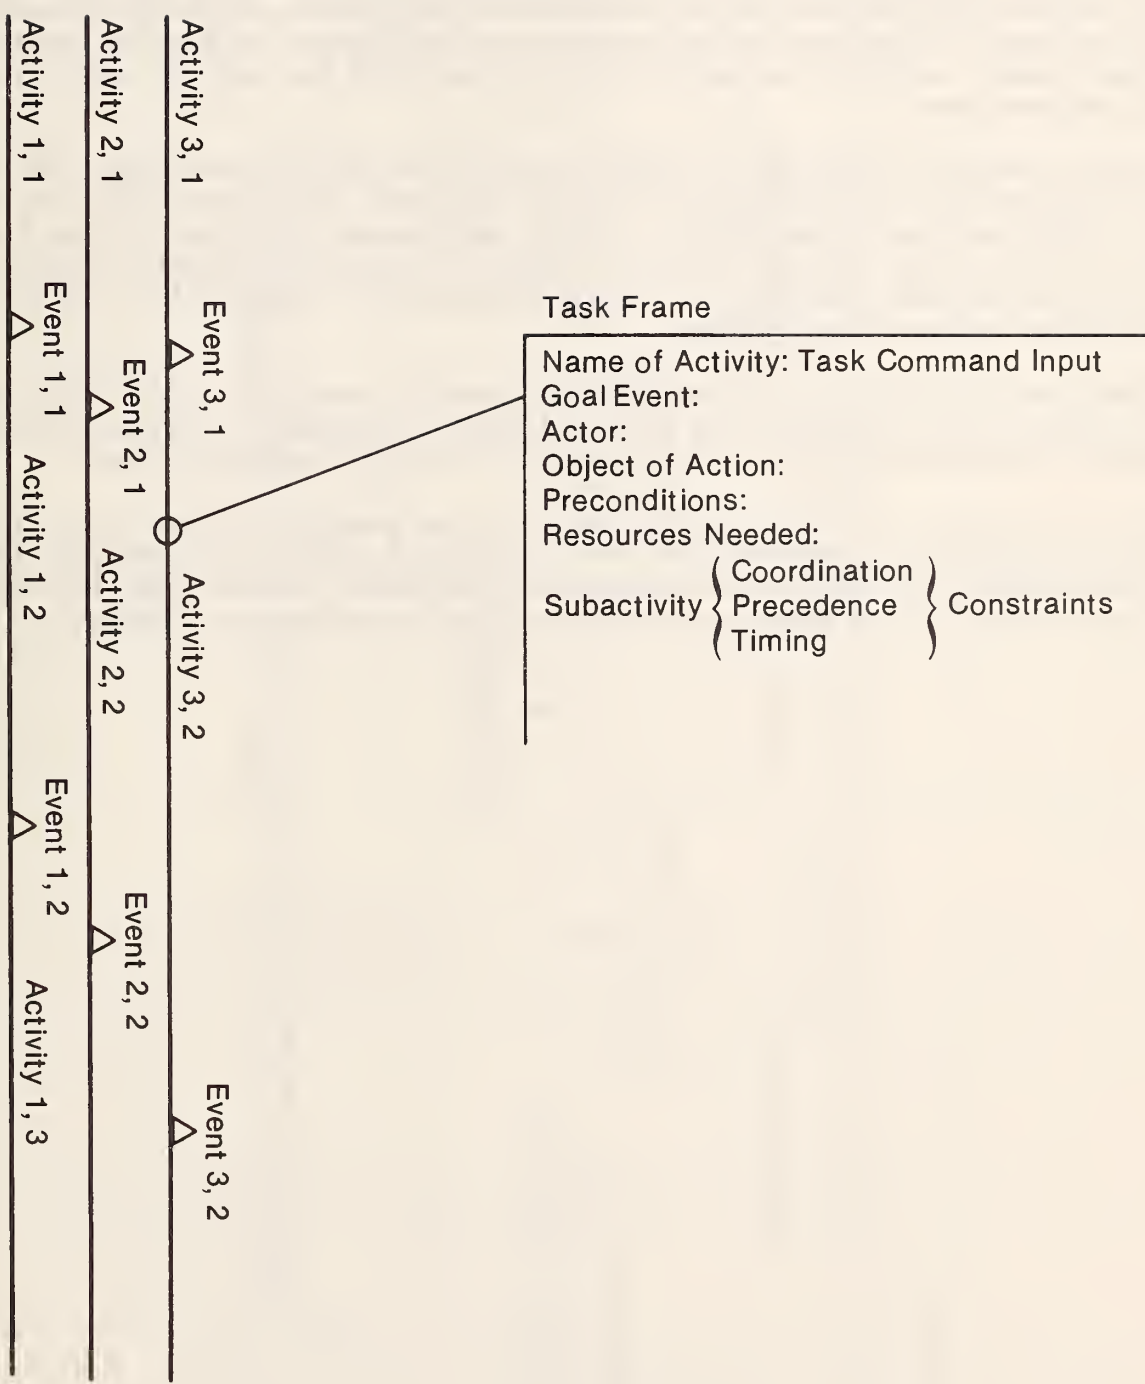 Activity 1, 1
Event 1, 1
Activity 1, 2
Event 1, 2
Activity 1, 3
Activity 2, 1
Event 2, 1
Activity 2, 2
Event 2, 2
Activity 3, 1
Event 3, 1
Activity 3, 2
Event 3, 2
Task Frame
Name of Activity: Task Command Input
Goal Event:
Actor:
Object of Action:
Preconditions:
Resources Needed:
Coordination
Subactivity Precedence Constraints
Timing